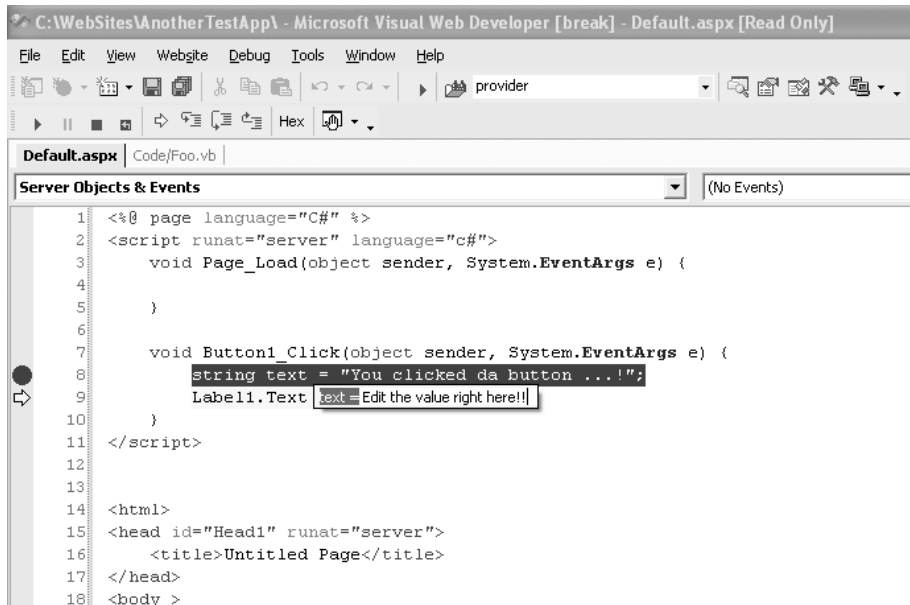 C:\WebSites\AnotherTestApp\ - Microsoft Visual Web Developer [break] - Default.aspx [Read Only]
File Edit View Website Debug Tools Window Help
provider
Hex
Default.aspx Code/Foo.vb
Server Objects & Events (No Events)
1 <%@ page language="C#" %>
2 <script runat="server" language="c#">
3 void Page_Load(object sender, System.EventArgs e) {
4
5 }
6
7 void Button1_Click(object sender, System.EventArgs e) {
8 string text = "You clicked da button ...!";
9 Label1.Text text = Edit the value right here!!
10 }
11 </script>
12
13
14 <html>
15 <head id="Head1" runat="server">
16 <title>Untitled Page</title>
17 </head>
18 <body >